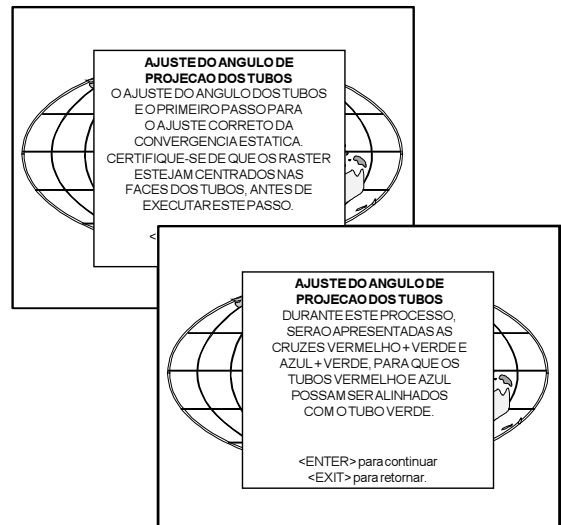 AJUSTE DO ANGULO DE
PROJECAO DOS TUBOS
O AJUSTE DO ANGULO DOS TUBOS
E O PRIMEIRO PASSO PARA
O AJUSTE CORRETO DA
CONVERGENCIA ESTATICA.
CERTIFIQUE-SE DE QUE OS RASTER
ESTEJAM CENTRADOS NAS
FACES DOS TUBOS, ANTES DE
EXECUTAR ESTE PASSO.
<
AJUSTE DO ANGULO DE
PROJECAO DOS TUBOS
DURANTE ESTE PROCESSO,
SERAO APRESENTADAS AS
CRUZES VERMELHO + VERDE E
AZUL + VERDE, PARA QUE OS
TUBOS VERMELHO E AZUL
POSSAM SER ALINHADOS
COM O TUBO VERDE.
<ENTER> para continuar
<EXIT> para retornar.